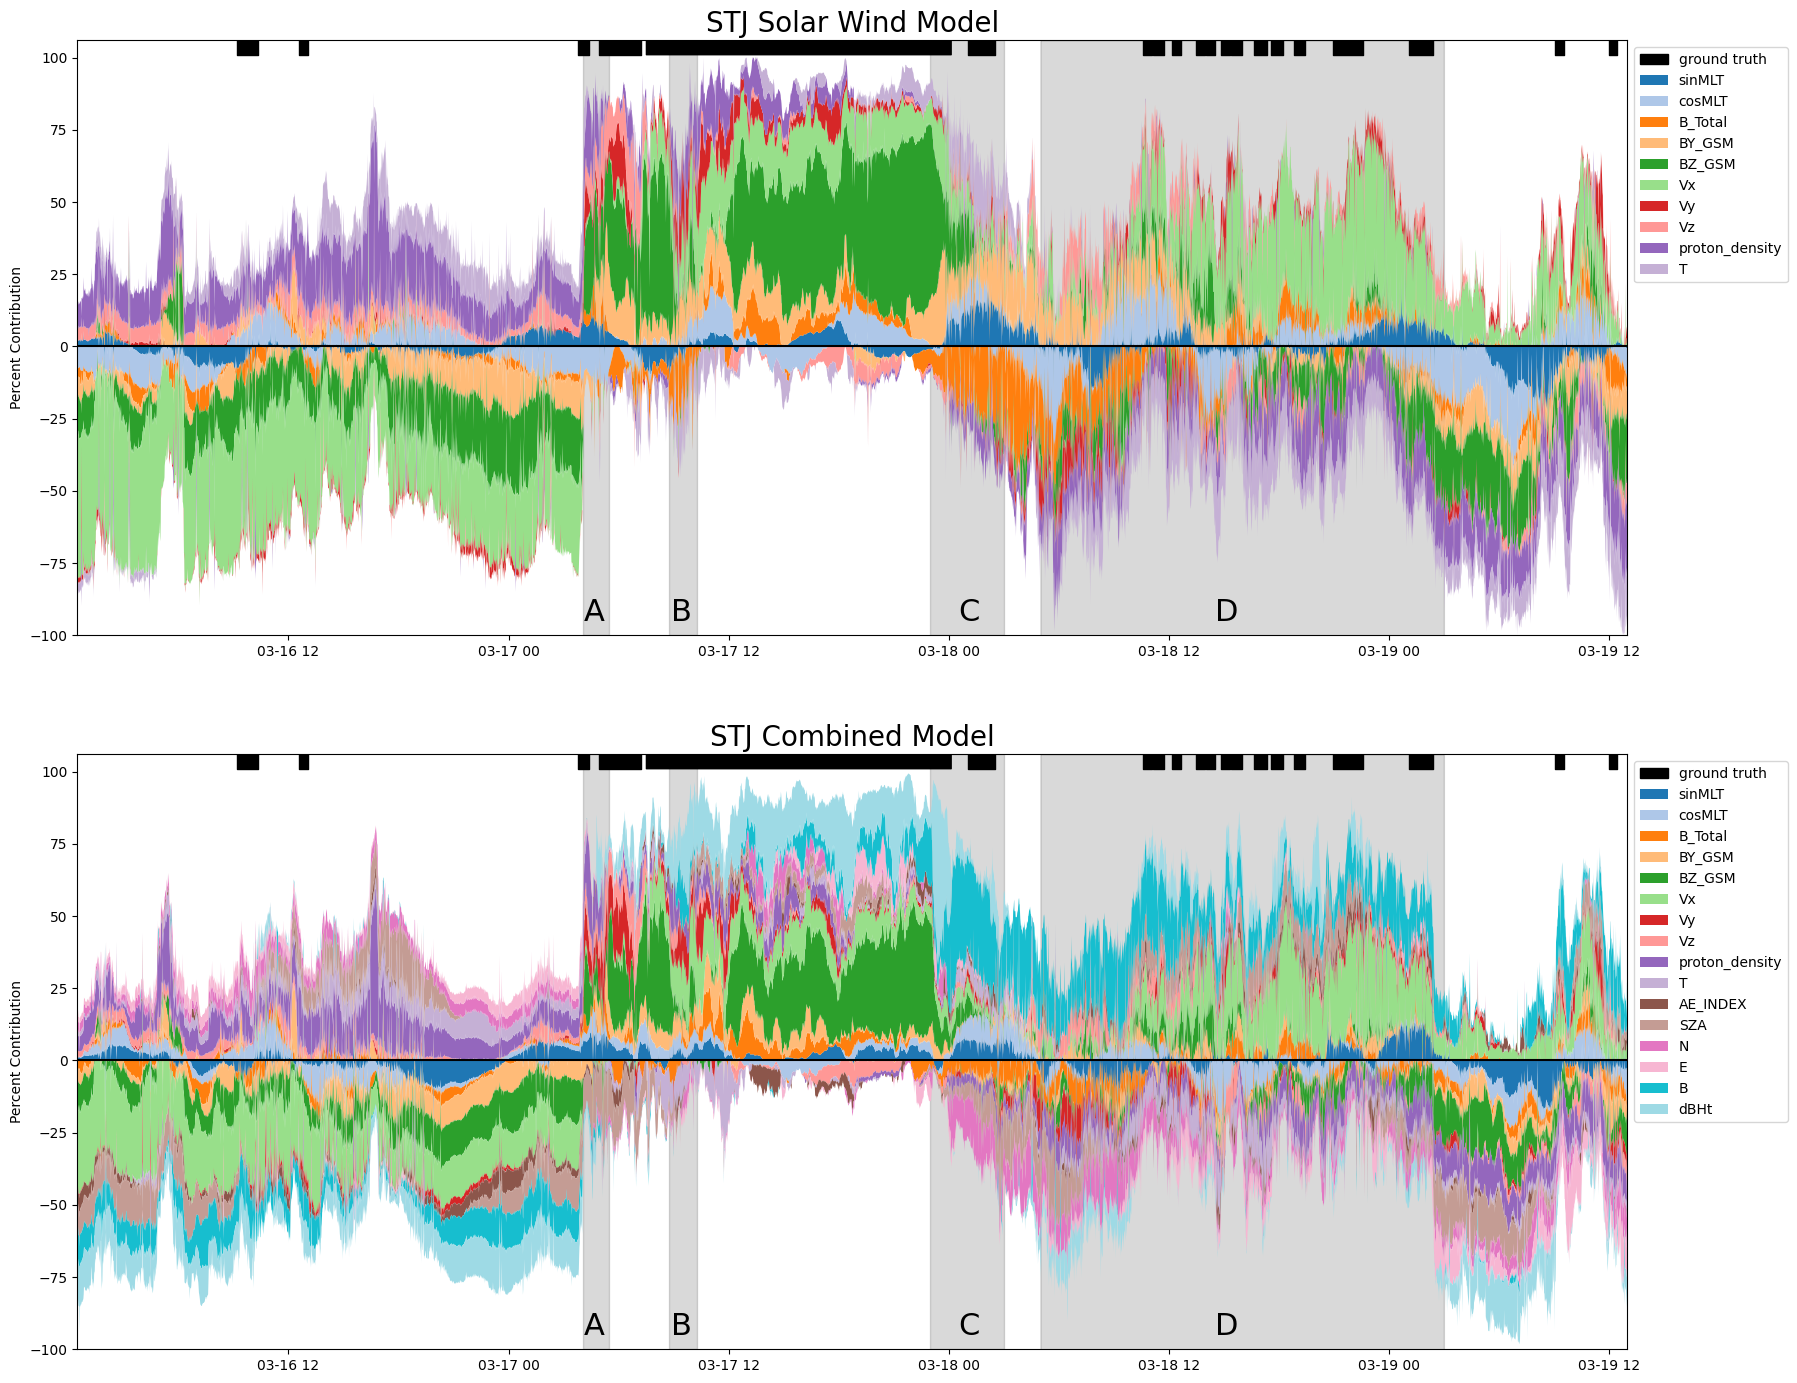 STJ Solar Wind Model
Percent Contribution
100
75
50
25
0
−25
−50
−75
−100
A
B
C
D
03-16 12
03-17 00
03-17 12
03-18 00
03-18 12
03-19 00
03-19 12
ground truth
sinMLT
cosMLT
B_Total
BY_GSM
BZ_GSM
Vx
Vy
Vz
proton_density
T
STJ Combined Model
Percent Contribution
100
75
50
25
0
−25
−50
−75
−100
A
B
C
D
03-16 12
03-17 00
03-17 12
03-18 00
03-18 12
03-19 00
03-19 12
ground truth
sinMLT
cosMLT
B_Total
BY_GSM
BZ_GSM
Vx
Vy
Vz
proton_density
T
AE_INDEX
SZA
N
E
B
dBHt